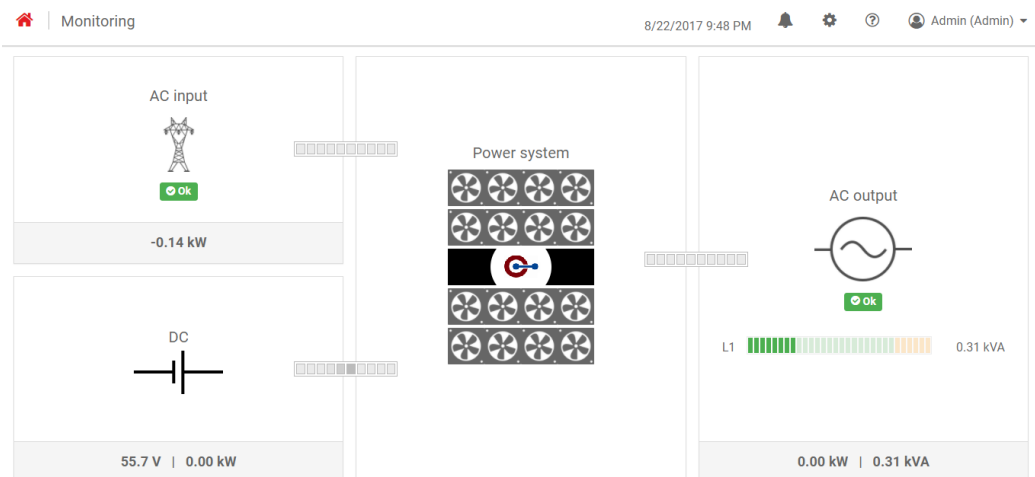 Monitoring
8/22/2017 9:48 PM
Admin (Admin)
AC input
Ok
-0.14 kW
DC
55.7 V | 0.00 kW
Power system
AC output
Ok
L1 0.31 kVA
0.00 kW | 0.31 kVA